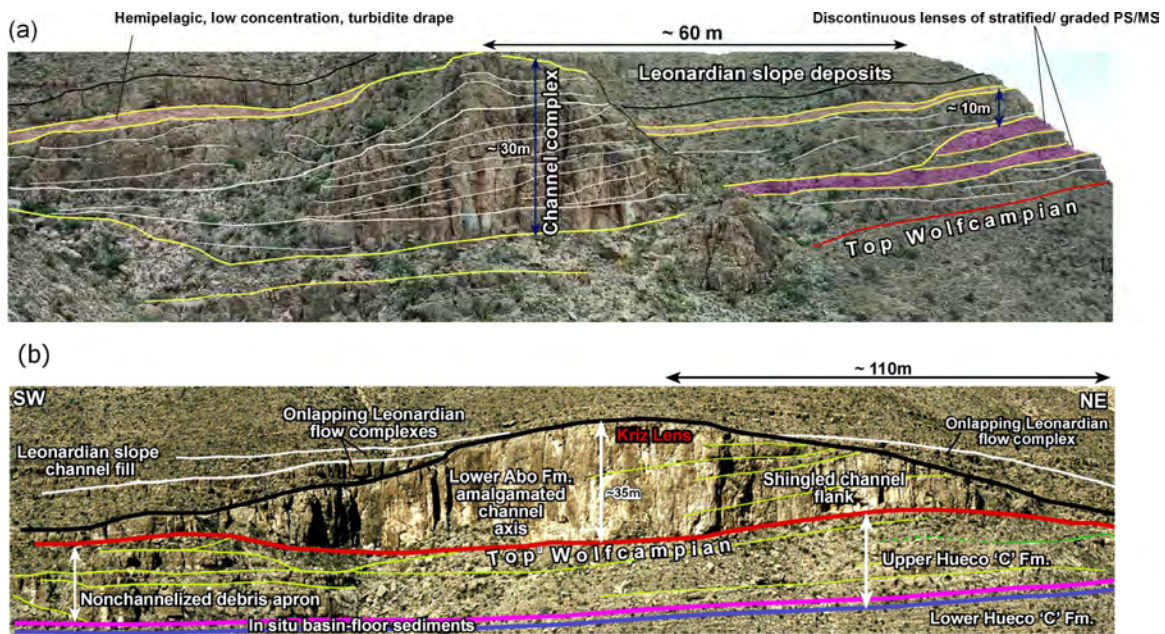 (a)
Hemipelagic, low concentration, turbidite drape
Discontinuous lenses of stratified/ graded PS/MS
~ 60 m
Leonardian slope deposits
~ 10m
~ 30m
Channel complex
Top Wolfcampian
(b)
~ 110m
SW
NE
Onlapping Leonardian
flow complexes
Kriz Lens
Onlapping Leonardian
flow complex
Leonardian slope
channel fill
Lower Abo Fm.
amalgamated
channel
axis
~35m
Shingled channel
flank
Top Wolfcampian
Upper Hueco 'C' Fm.
Nonchannelized debris apron
In situ basin-floor sediments
Lower Hueco 'C' Fm.